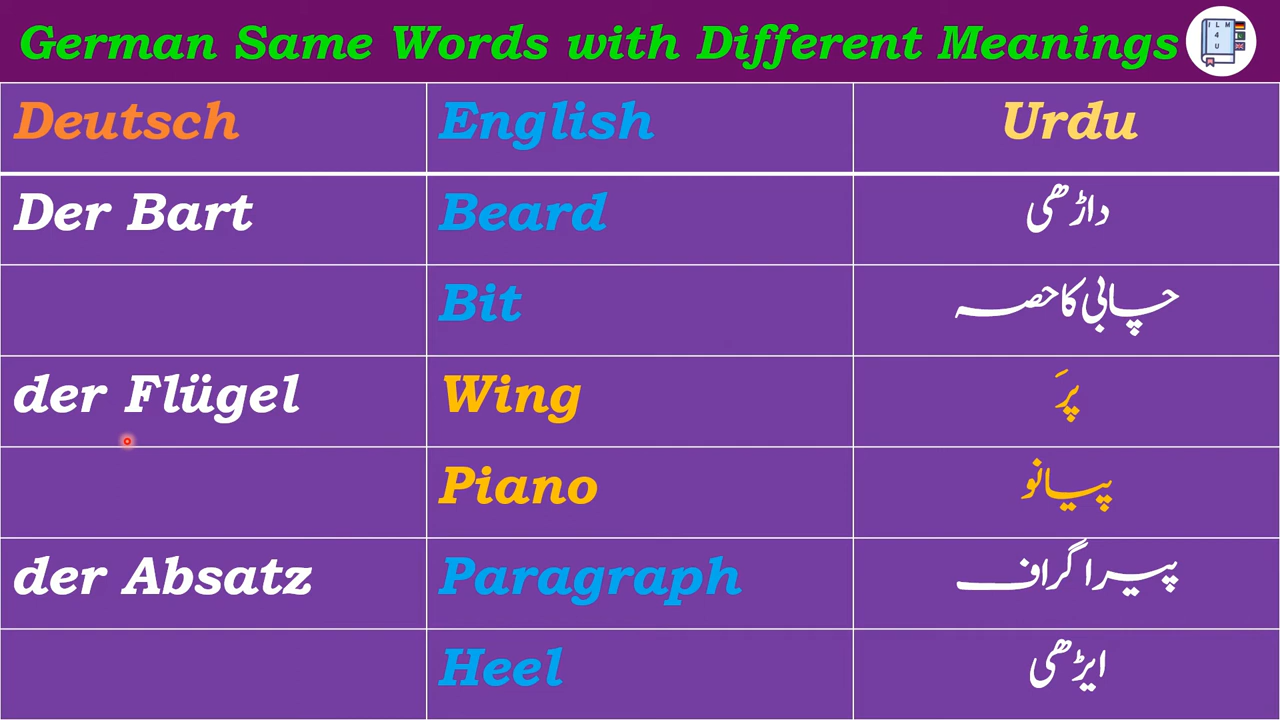 German Same Words with Different Meanings
I L M
4
U
Deutsch English Urdu
Der Bart Beard داڑھی
Bit چابی کا حصہ
der Flügel Wing پَر
Piano پیانو
der Absatz Paragraph پیراگراف
Heel ایڑھی